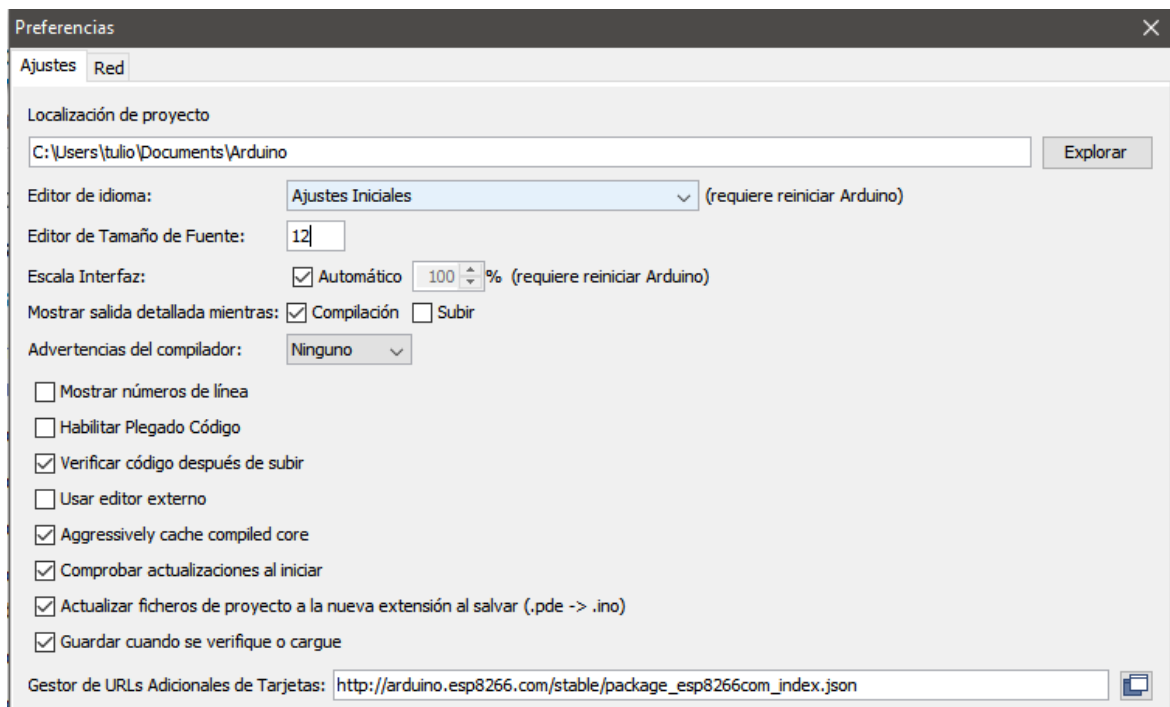 Preferencias
Ajustes Red
Localización de proyecto
C:\Users\tulio\Documents\Arduino Explorar
Editor de idioma: Ajustes Iniciales (requiere reiniciar Arduino)
Editor de Tamaño de Fuente: 12
Escala Interfaz: Automático 100 % (requiere reiniciar Arduino)
Mostrar salida detallada mientras: Compilación Subir
Advertencias del compilador: Ninguno
Mostrar números de línea
Habilitar Plegado Código
Verificar código después de subir
Usar editor externo
Aggressively cache compiled core
Comprobar actualizaciones al iniciar
Actualizar ficheros de proyecto a la nueva extensión al salvar (.pde -> .ino)
Guardar cuando se verifique o cargue
Gestor de URLs Adicionales de Tarjetas: http://arduino.esp8266.com/stable/package_esp8266com_index.json